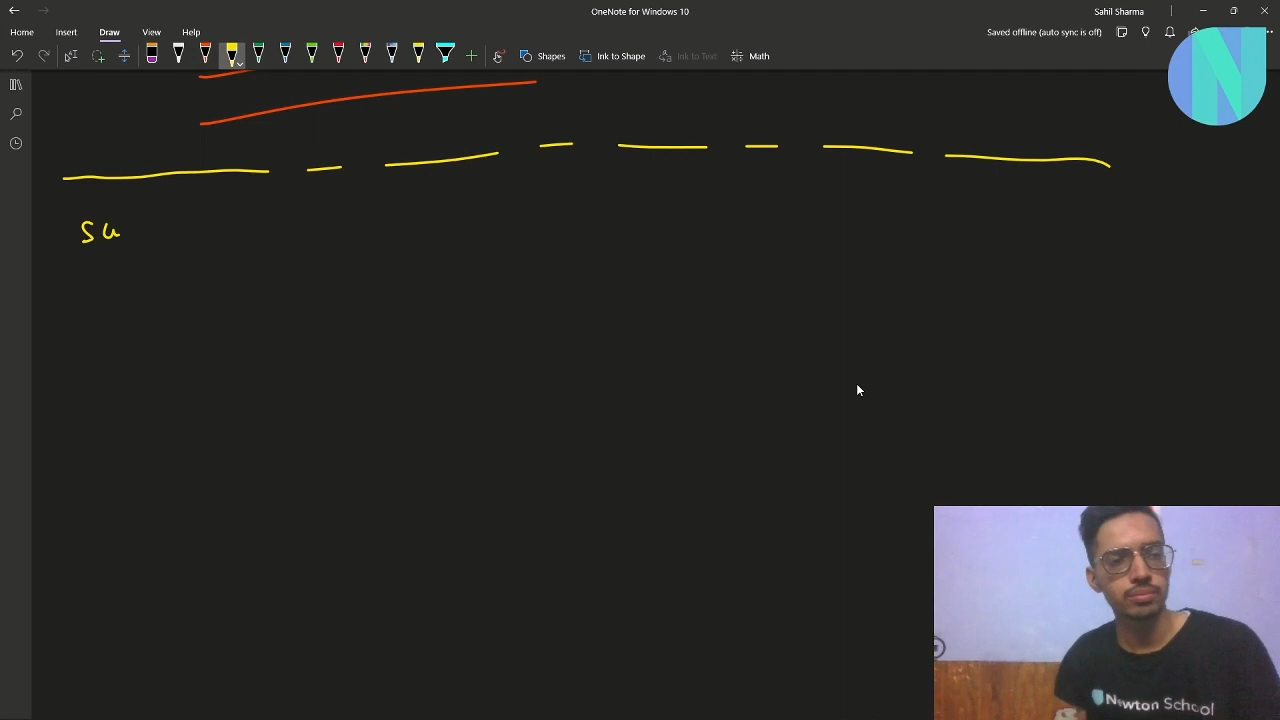 OneNote for Windows 10
Sahil Sharma
Home Insert Draw View Help
Saved offline (auto sync is off)
Shapes Ink to Shape Ink to Text Math
N
Su
Newton School